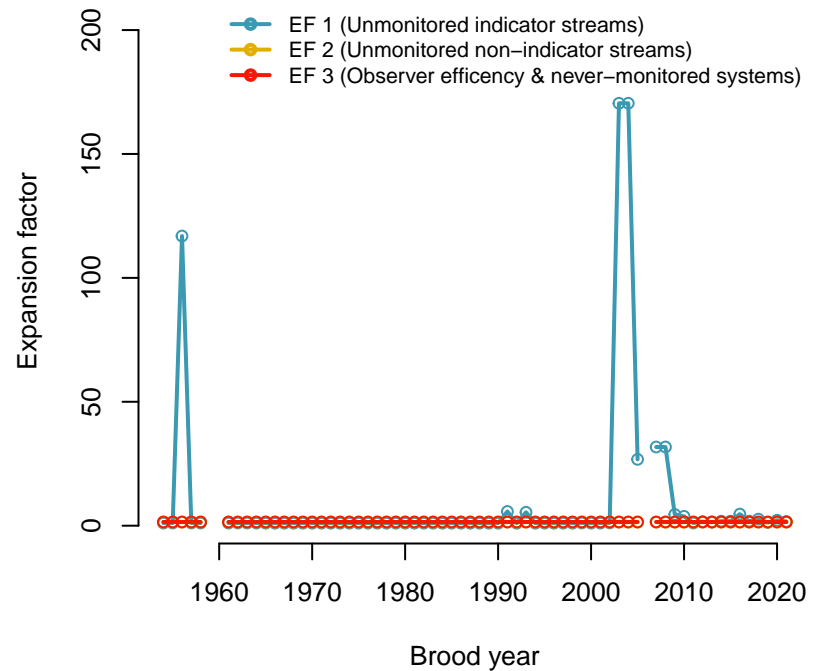 EF 1 (Unmonitored indicator streams)
EF 2 (Unmonitored non−indicator streams)
EF 3 (Observer efficency & never−monitored systems)
200
150
100
50
0
Expansion factor
1960 1970 1980 1990 2000 2010 2020
Brood year